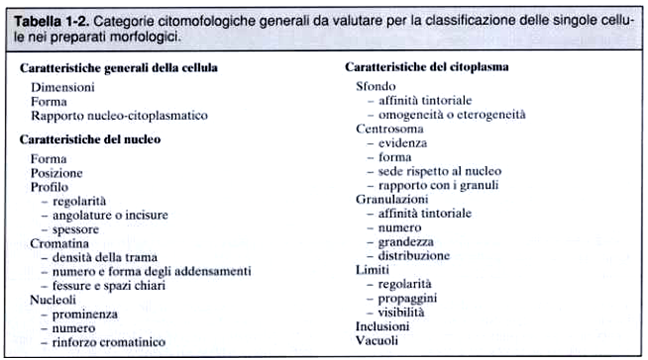 Tabella 1-2. Categorie citomofologiche generali da valutare per la classificazione delle singole cellu-
le nei preparati morfologici.
Caratteristiche generali della cellula
Dimensioni
Forma
Rapporto nucleo-citoplasmatico
Caratteristiche del nucleo
Forma
Posizione
Profilo
– regolarità
– angolature o incisure
– spessore
Cromatina
– densità della trama
– numero e forma degli addensamenti
– fessure e spazi chiari
Nucleoli
– prominenza
– numero
– rinforzo cromatinico
Caratteristiche del citoplasma
Sfondo
– affinità tintoriale
– omogeneità o eterogeneità
Centrosoma
– evidenza
– forma
– sede rispetto al nucleo
– rapporto con i granuli
Granulazioni
– affinità tintoriale
– numero
– grandezza
– distribuzione
Limiti
– regolarità
– propaggini
– visibilità
Inclusioni
Vacuoli